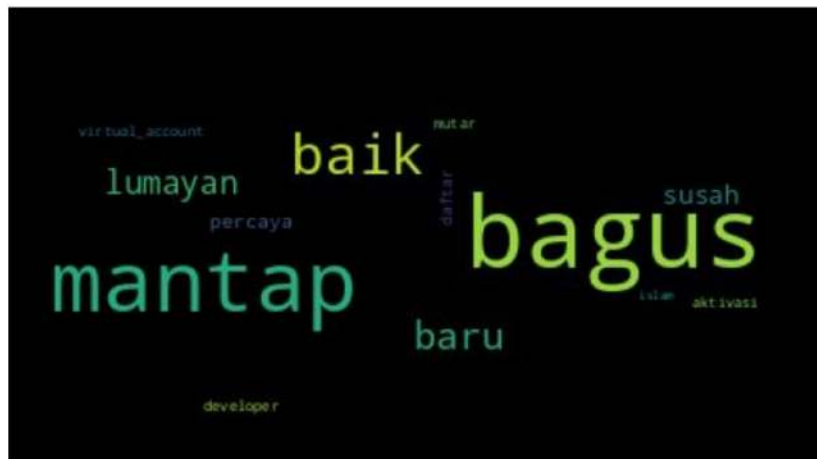 mutar
virtual_account
baik
lumayan
daftar
susah
percaya
bagus
mantap
islam
aktivasi
baru
developer